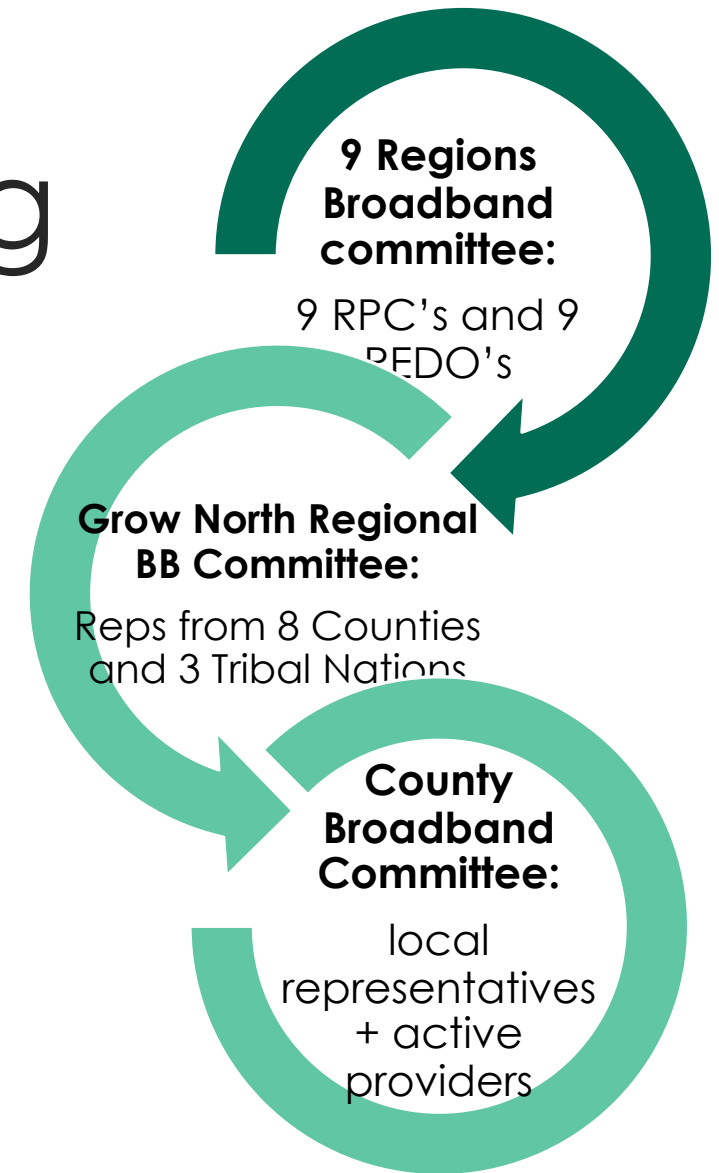 g
9 Regions
Broadband
committee:
9 RPC's and 9
REDO's
Grow North Regional
BB Committee:
Reps from 8 Counties
and 3 Tribal Nations
County
Broadband
Committee:
local
representatives
+ active
providers